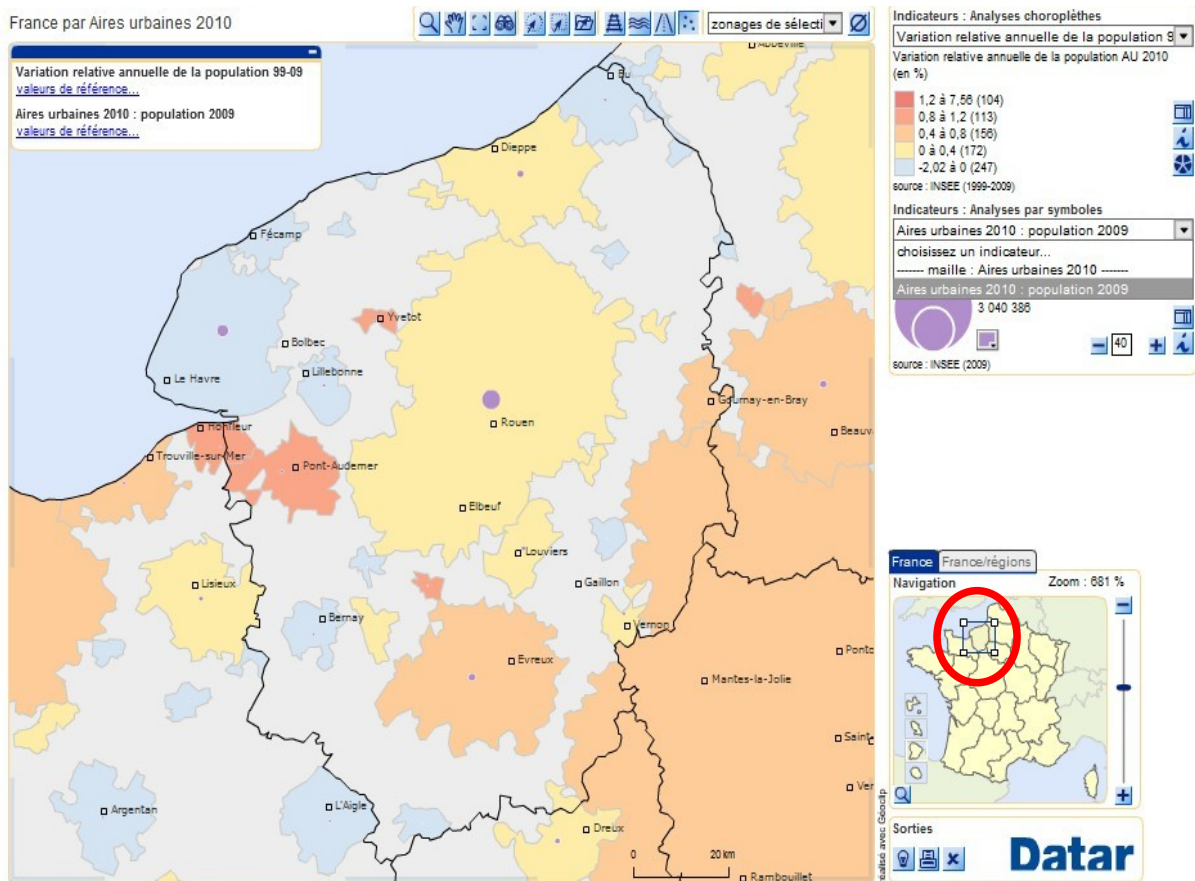 France par Aires urbaines 2010
zonages de sélecti
Variation relative annuelle de la population 99-09
valeurs de référence...
Aires urbaines 2010 : population 2009
valeurs de référence...
Abbeville
Eu
Dieppe
Fécamp
Yvetot
Bolbec
Lillebonne
Le Havre
Gournay-en-Bray
Rouen
Honfleur
Beauv
Trouville-sur-Mer
Pont-Audemer
Elbeuf
Louviers
Lisieux
Gaillon
Bernay
Vernon
Evreux
Ponto
Mantes-la-Jolie
Saint
Ver
Argentan
L'Aigle
Dreux
0 20 km
Rambouillet
réalisé avec Géoclip
Indicateurs : Analyses choroplèthes
Variation relative annuelle de la population 9
Variation relative annuelle de la population AU 2010
(en %)
1,2 à 7,56 (104)
0,8 à 1,2 (113)
0,4 à 0,8 (156)
0 à 0,4 (172)
-2,02 à 0 (247)
source : INSEE (1999-2009)
Indicateurs : Analyses par symboles
Aires urbaines 2010 : population 2009
choisissez un indicateur...
------- maille : Aires urbaines 2010 -------
Aires urbaines 2010 : population 2009
3 040 386
40
source : INSEE (2009)
France France/régions
Navigation Zoom : 681 %
Sorties
Datar